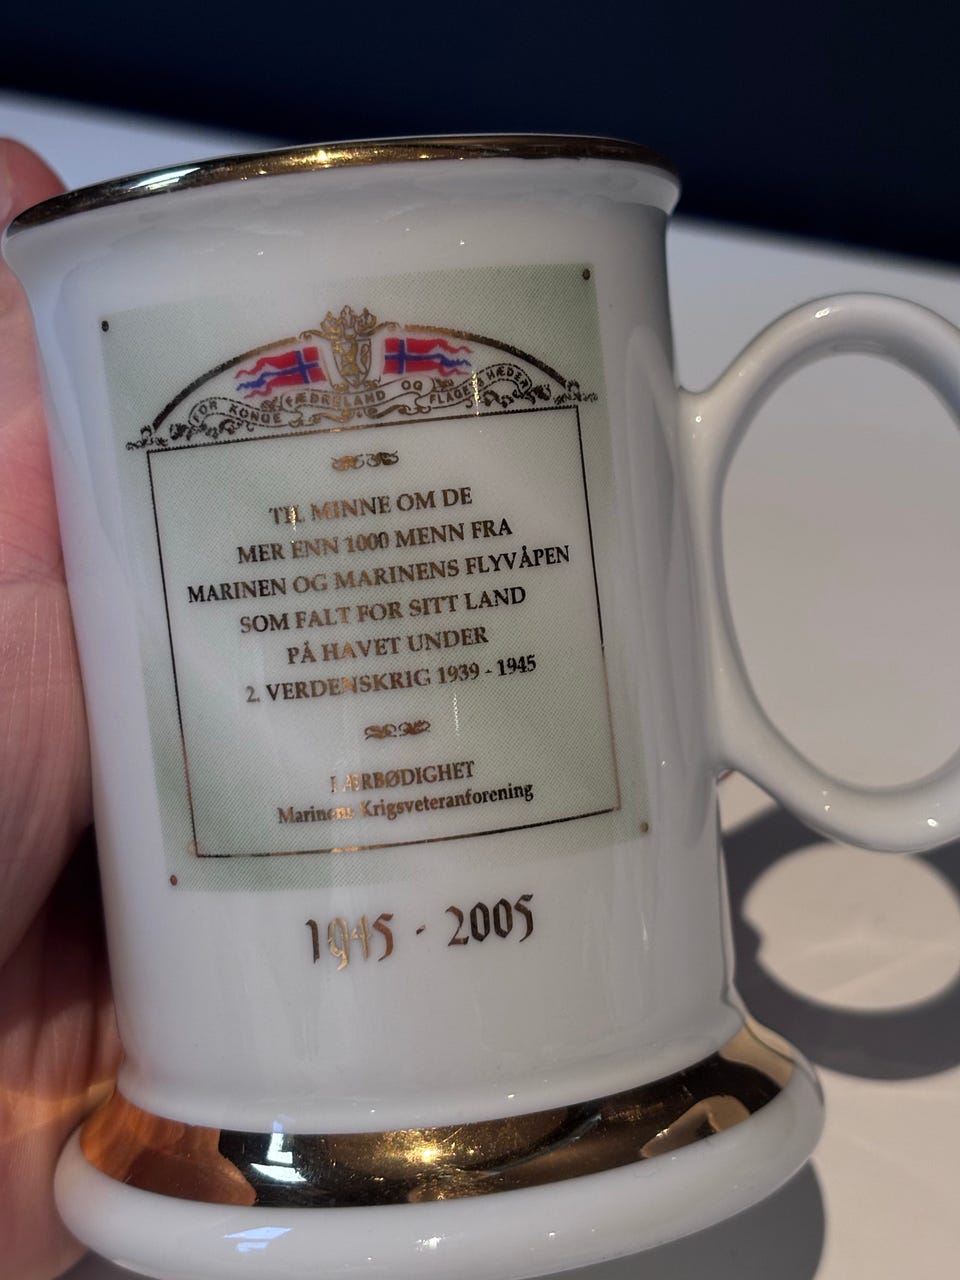 FOR KONGE FÆDRELAND OG FLAGETS HÆDER
TIL MINNE OM DE
MER ENN 1000 MENN FRA
MARINEN OG MARINENS FLYVÅPEN
SOM FALT FOR SITT LAND
PÅ HAVET UNDER
2. VERDENSKRIG 1939 - 1945
I ÆRBØDIGHET
Marinens Krigsveteranforening
1945 - 2005